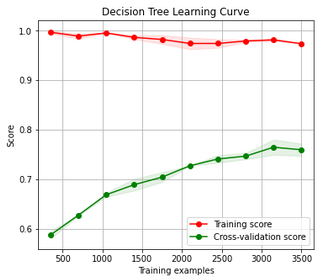 Decision Tree Learning Curve
1.0
0.9
0.8
0.7
0.6
Score
Training score
Cross-validation score
500 1000 1500 2000 2500 3000 3500
Training examples